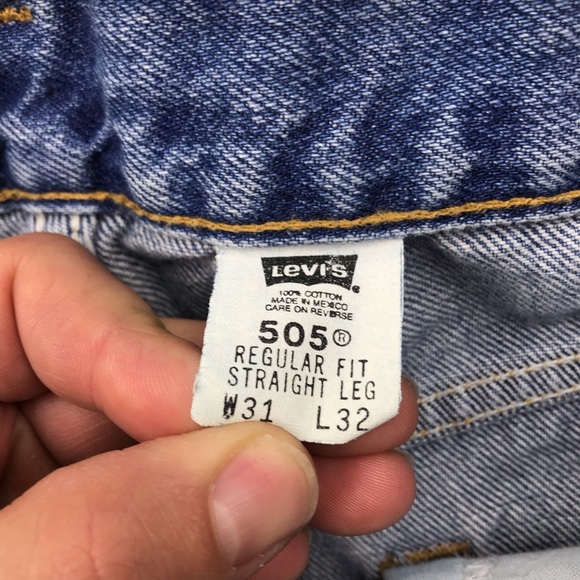 LEVI'S ®
100% COTTON
MADE IN MEXICO
CARE ON REVERSE
505®
REGULAR FIT
STRAIGHT LEG
W31 L32